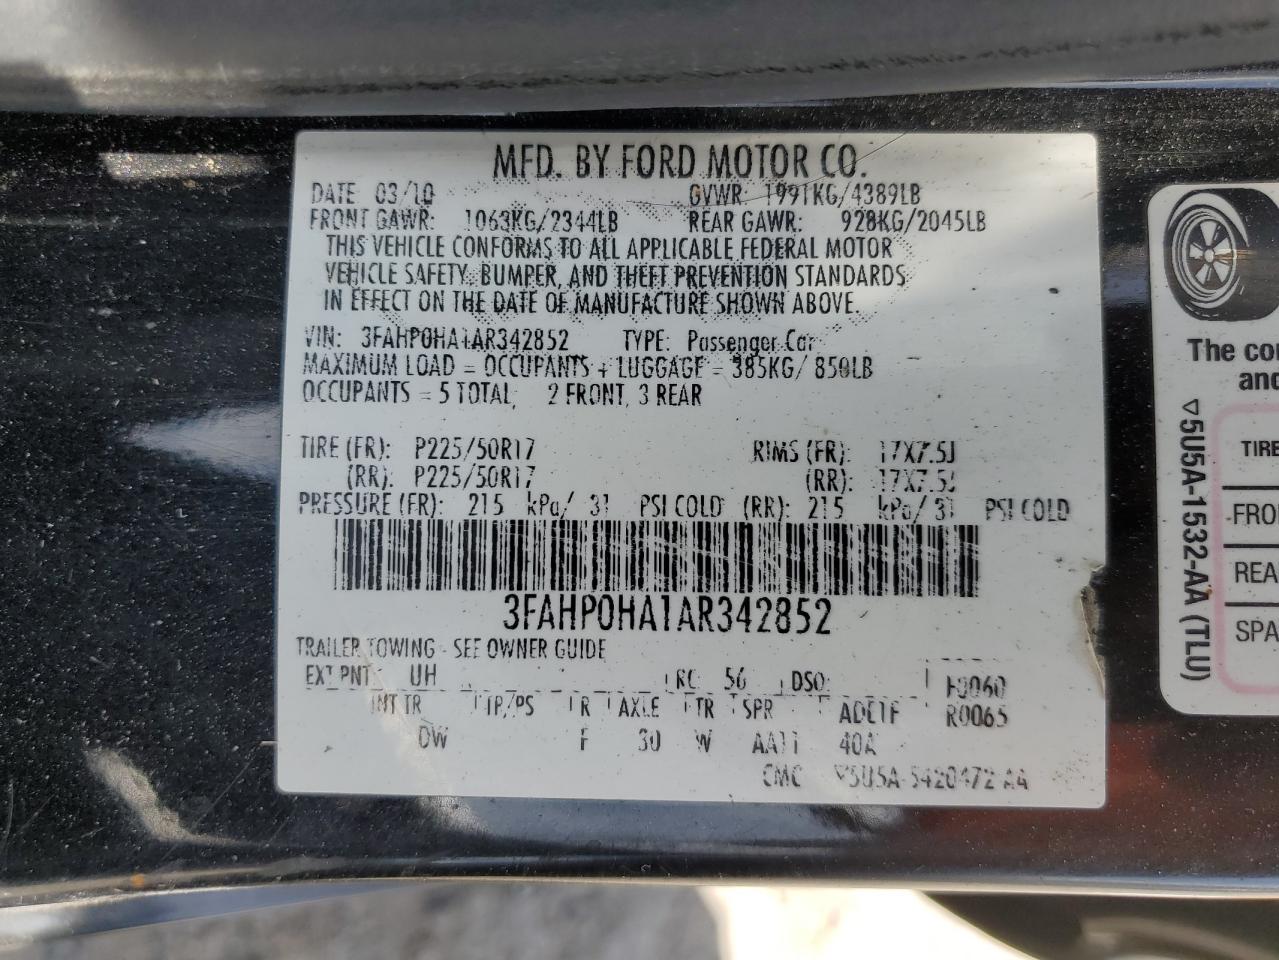 MFD. BY FORD MOTOR CO.
DATE 03/10 GVWR 1991KG/4389LB
FRONT GAWR: 1063KG/2344LB REAR GAWR: 928KG/2045LB
THIS VEHICLE CONFORMS TO ALL APPLICABLE FEDERAL MOTOR
VEHICLE SAFETY, BUMPER, AND THEFT PREVENTION STANDARDS
IN EFFECT ON THE DATE OF MANUFACTURE SHOWN ABOVE.
VIN: 3FAHP0HA1AR342852 TYPE: Passenger Car
MAXIMUM LOAD = OCCUPANTS + LUGGAGE = 385KG/ 850LB
OCCUPANTS = 5 TOTAL, 2 FRONT, 3 REAR
TIRE (FR): P225/50R17 RIMS (FR): 17X7.5J
(RR): P225/50R17 (RR): 17X7.5J
PRESSURE (FR): 215 kPa/ 31 PSI COLD (RR): 215 kPa/ 31 PSI COLD
3FAHP0HA1AR342852
TRAILER TOWING - SEE OWNER GUIDE
EXT PNT: UH RC: 56 DSO: F0060
INT TR TP/PS R AXLE TR SPR R0065
DW F 30 W AA11 40A
CMC ▽5U5A-5420472-AA
The co
and
TIRE
FRO
REA
SPA
▽5U5A-1532-AA (TLU)